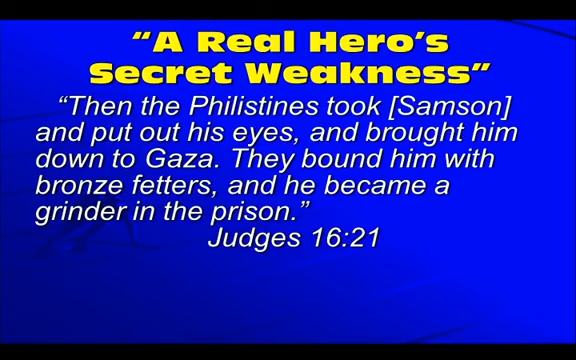 “A Real Hero’s
Secret Weakness”
“Then the Philistines took [Samson]
and put out his eyes, and brought him
down to Gaza. They bound him with
bronze fetters, and he became a
grinder in the prison.”
Judges 16:21